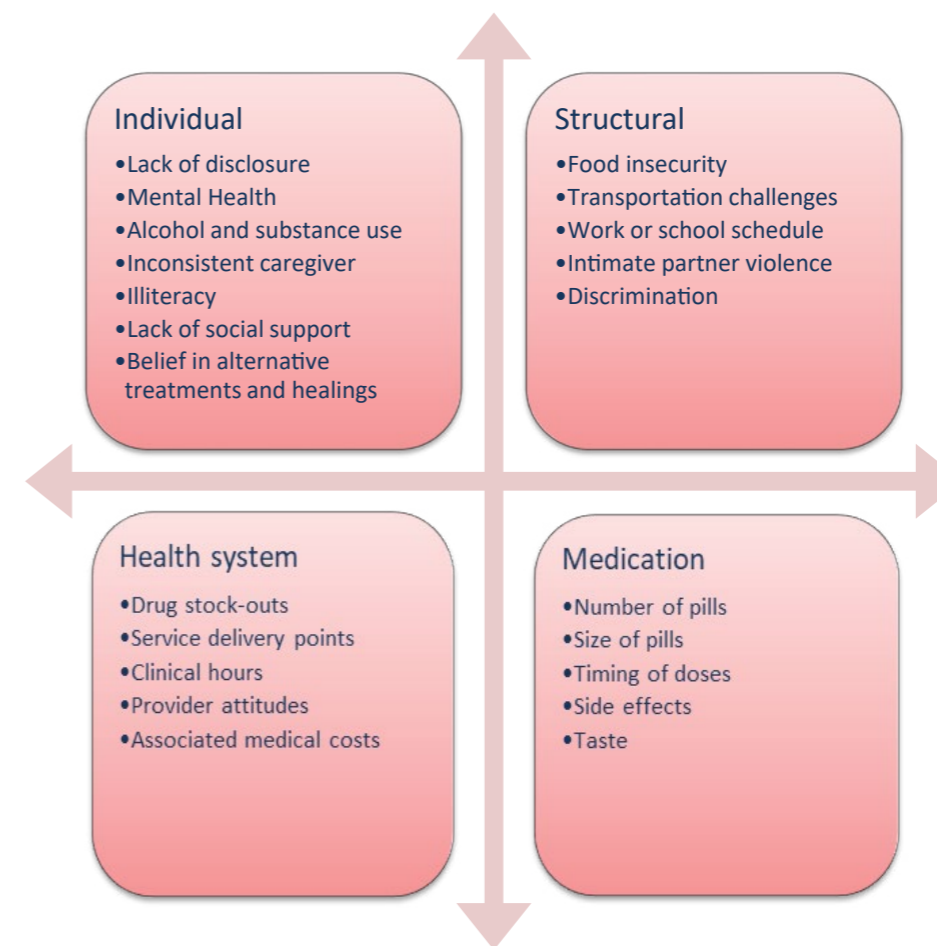 Individual
•Lack of disclosure
•Mental Health
•Alcohol and substance use
•Inconsistent caregiver
•Illiteracy
•Lack of social support
•Belief in alternative
treatments and healings
Structural
•Food insecurity
•Transportation challenges
•Work or school schedule
•Intimate partner violence
•Discrimination
Health system
•Drug stock-outs
•Service delivery points
•Clinical hours
•Provider attitudes
•Associated medical costs
Medication
•Number of pills
•Size of pills
•Timing of doses
•Side effects
•Taste